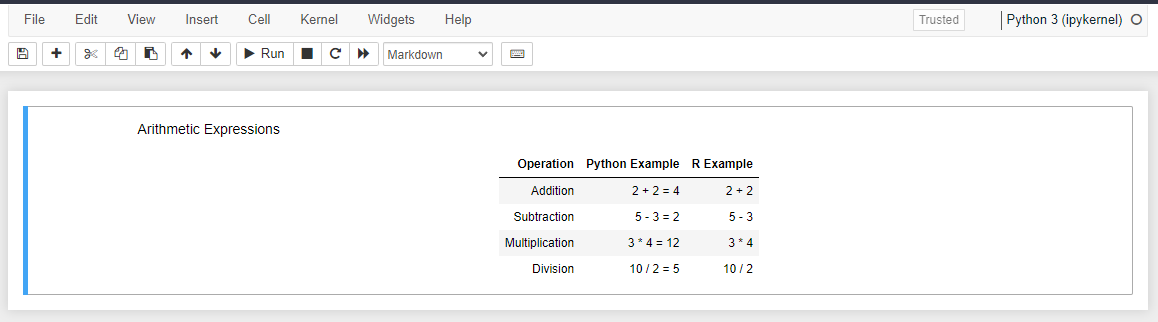 File Edit View Insert Cell Kernel Widgets Help Trusted Python 3 (ipykernel)
Run Markdown
Arithmetic Expressions
Operation Python Example R Example
Addition 2 + 2 = 4 2 + 2
Subtraction 5 - 3 = 2 5 - 3
Multiplication 3 * 4 = 12 3 * 4
Division 10 / 2 = 5 10 / 2